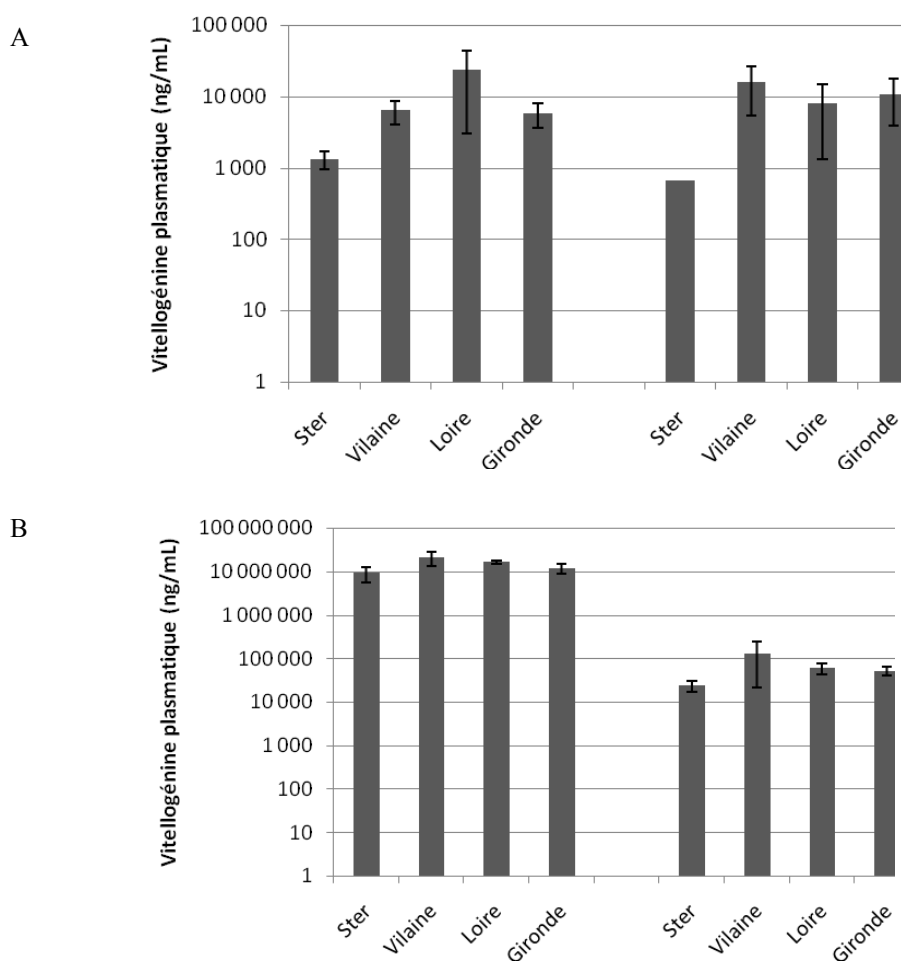 A
Vitellogénine plasmatique (ng/mL)
100 000
10 000
1 000
100
10
1
Ster
Vilaine
Loire
Gironde
Ster
Vilaine
Loire
Gironde
B
Vitellogénine plasmatique (ng/mL)
100 000 000
10 000 000
1 000 000
100 000
10 000
1 000
100
10
1
Ster
Vilaine
Loire
Gironde
Ster
Vilaine
Loire
Gironde